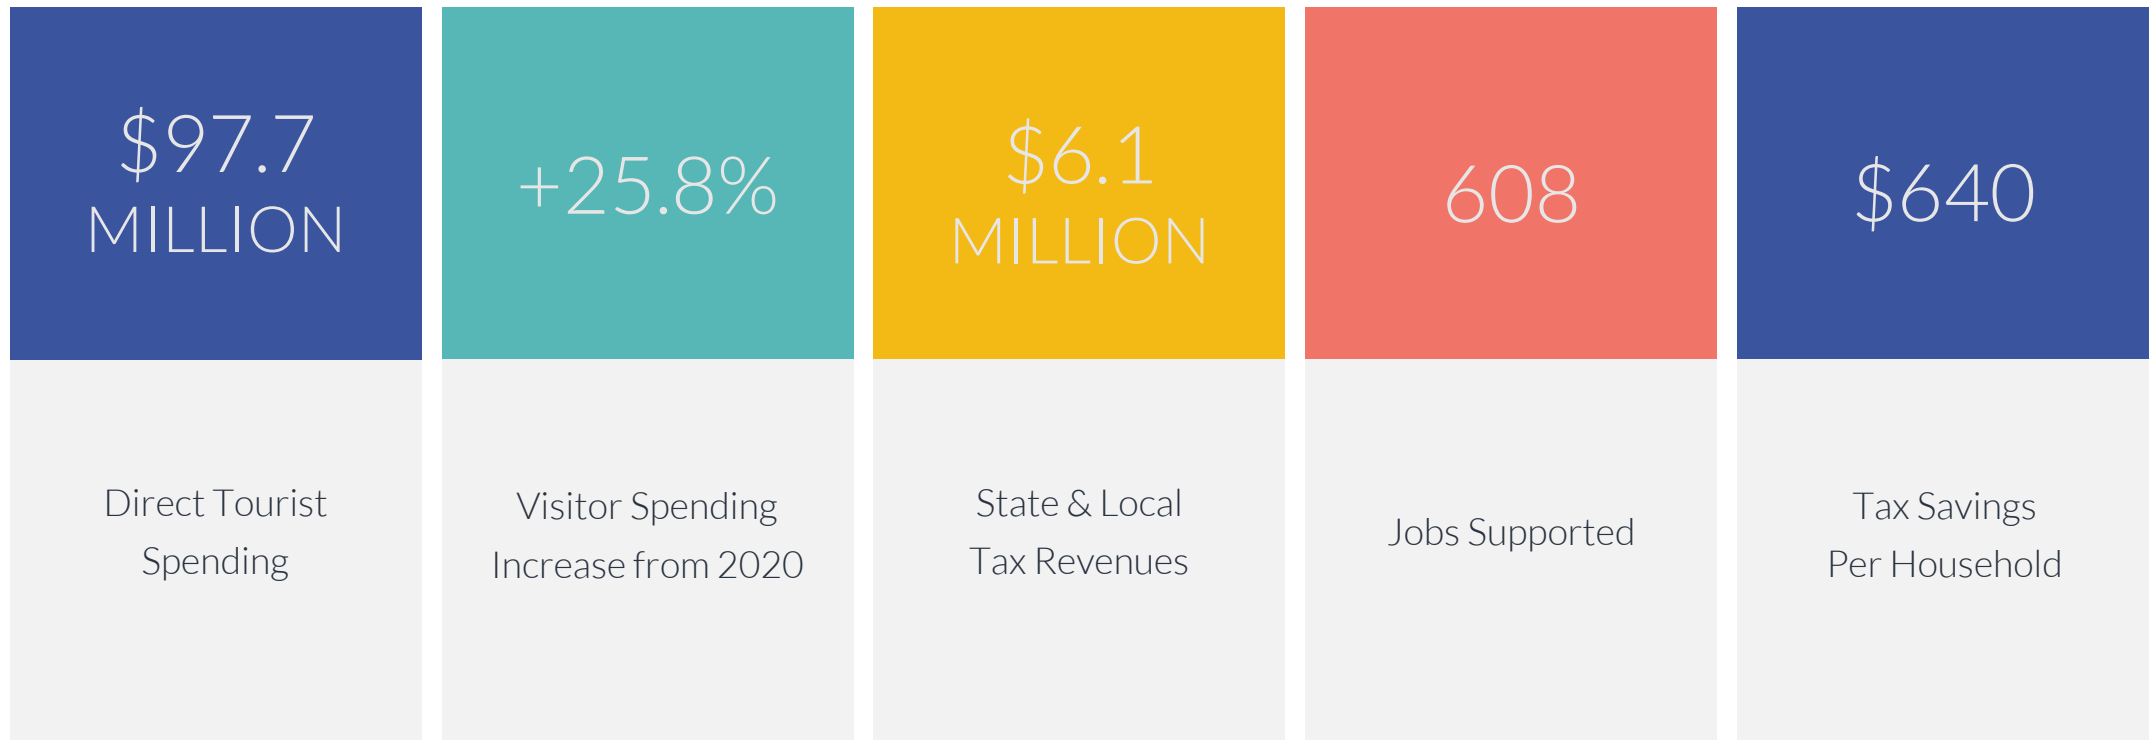 $97.7
MILLION
Direct Tourist
Spending
+25.8%
Visitor Spending
Increase from 2020
$6.1
MILLION
State & Local
Tax Revenues
608
Jobs Supported
$640
Tax Savings
Per Household